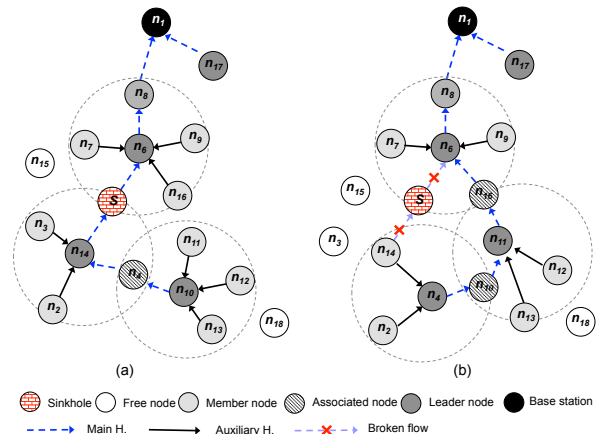 n1
n17
n8
n7
n9
n6
n15
n16
S
n3
n14
n11
n4
n12
n10
n2
n13
n18
(a)
n1
n17
n8
n7
n9
n6
n15
n16
S
n3
n11
n14
n12
n4
n10
n2
n13
n18
(b)
Sinkhole Free node Member node Associated node Leader node Base station
Main H. Auxiliary H. Broken flow